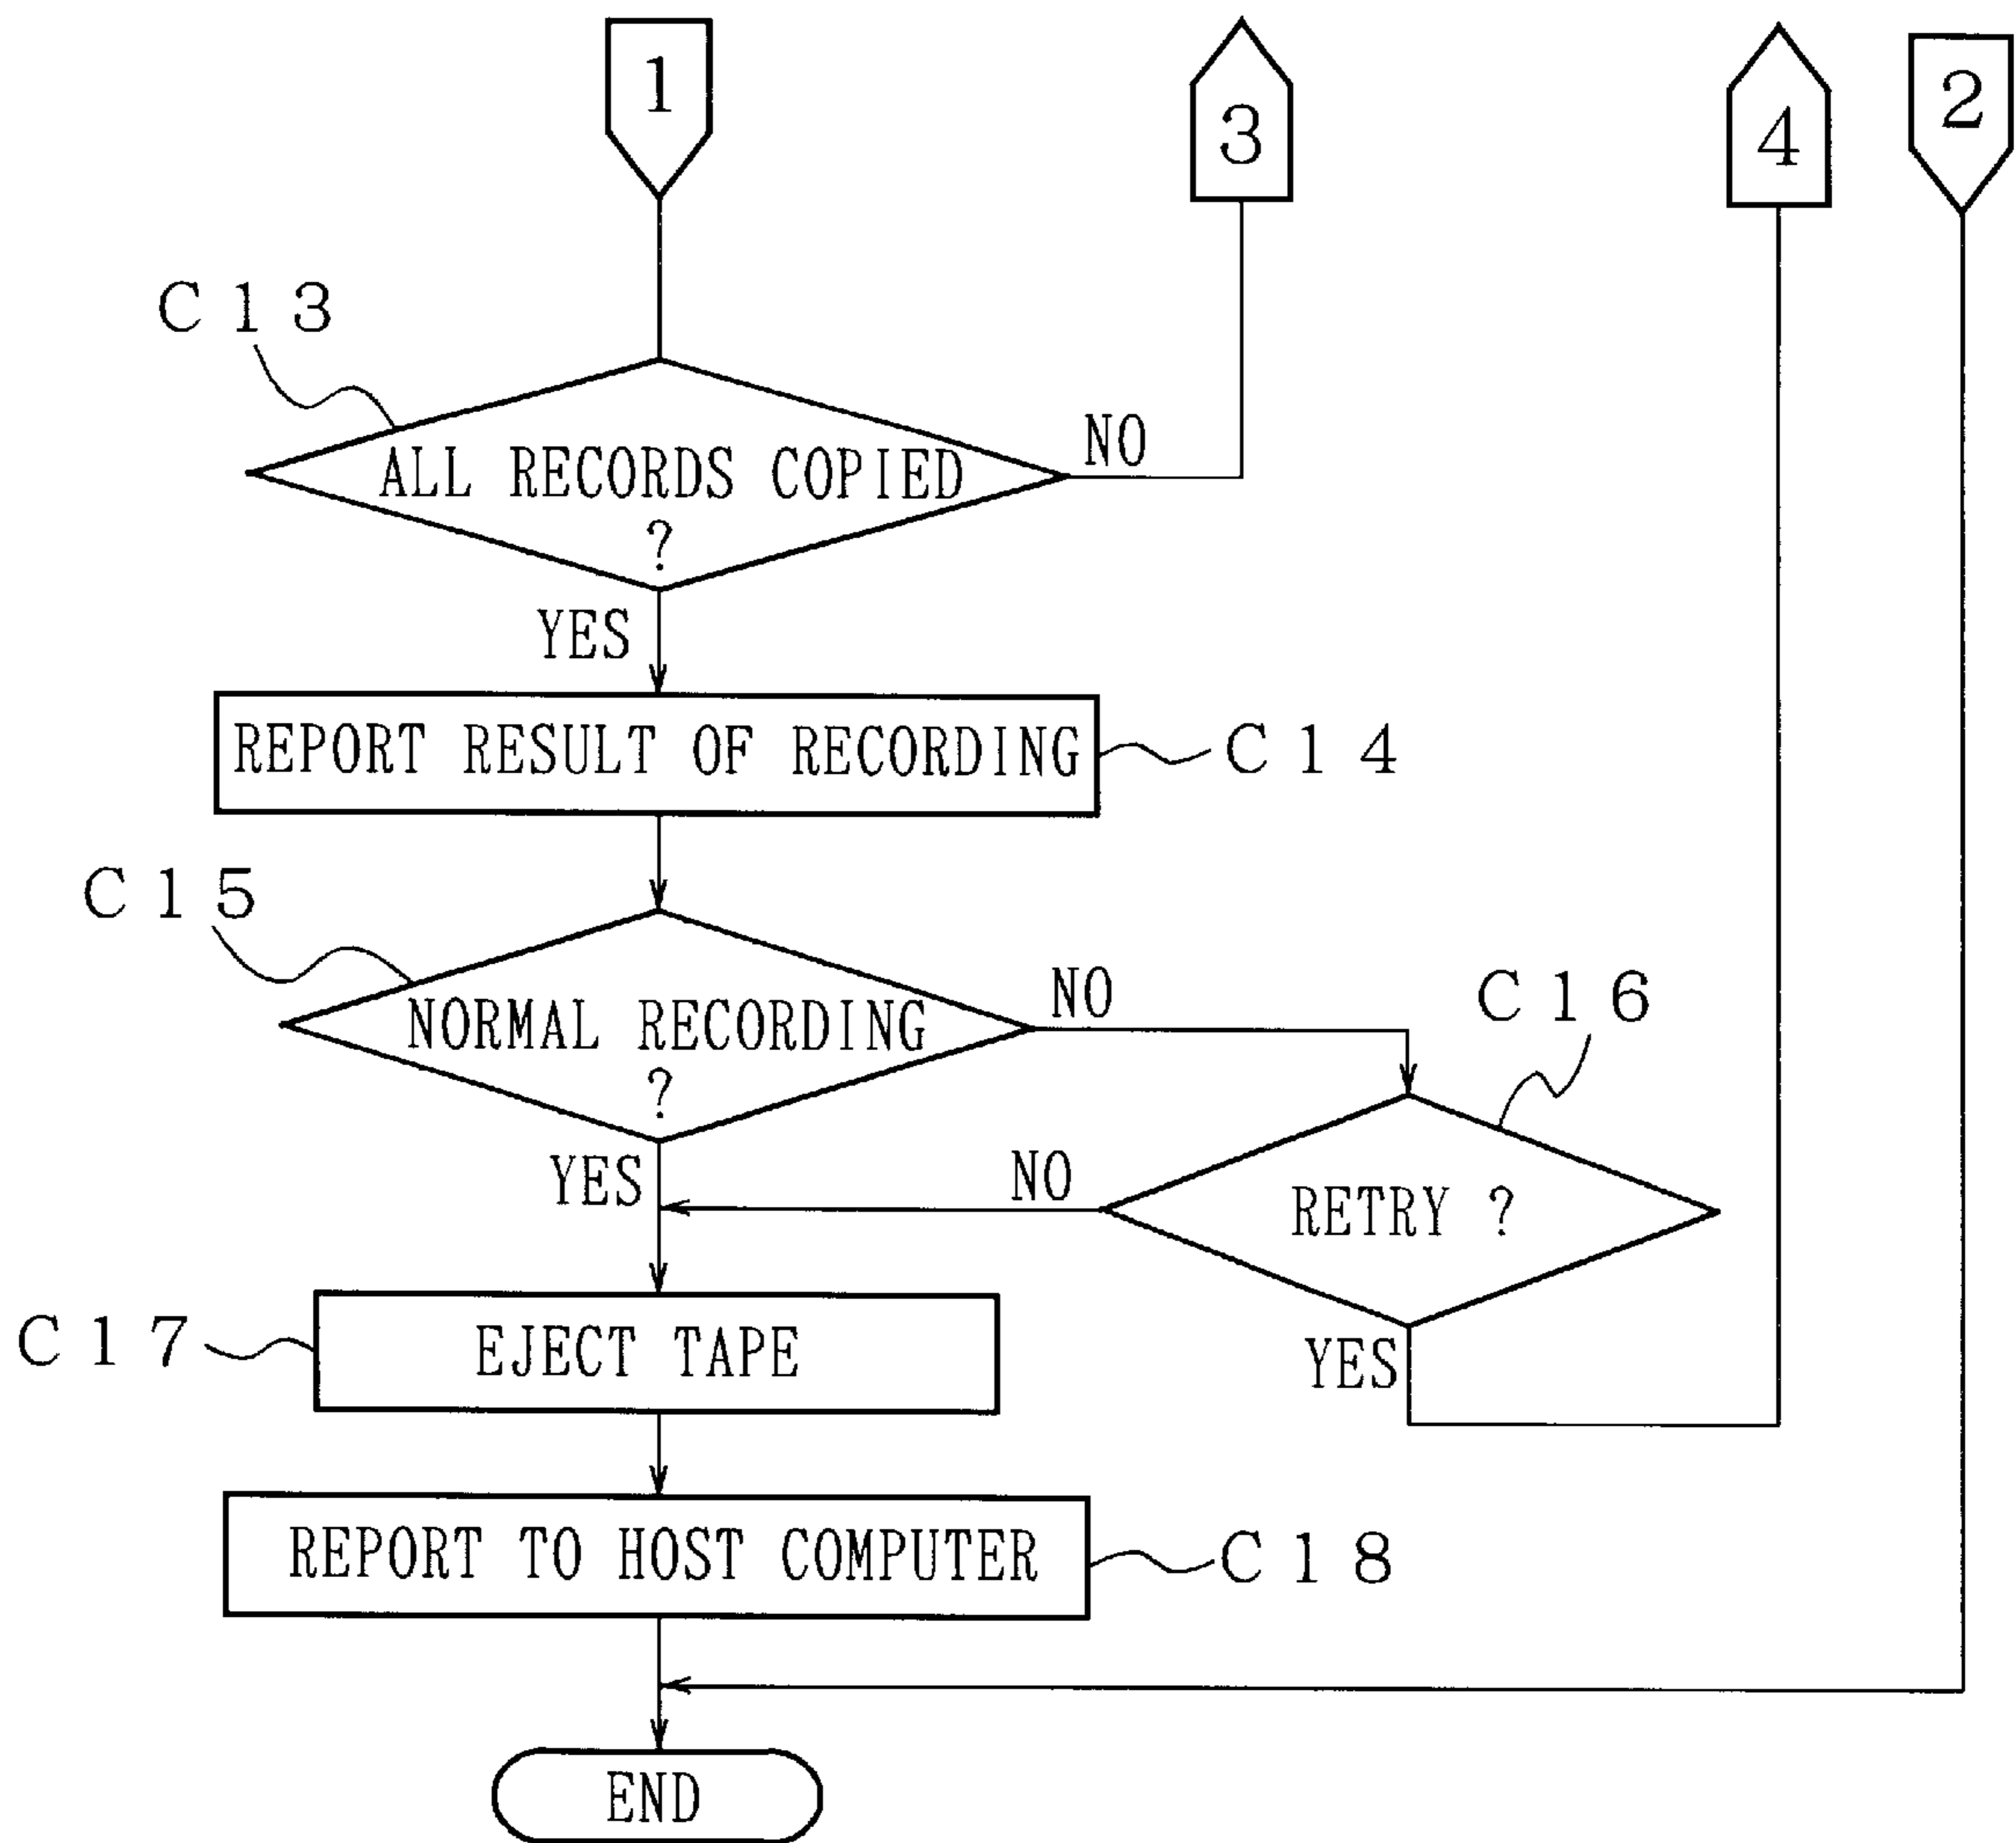 1
3
4
2
C13
NO
ALL RECORDS COPIED
?
YES
REPORT RESULT OF RECORDING
C14
C15
NO
C16
NORMAL RECORDING
?
YES
NO
RETRY ?
C17
EJECT TAPE
YES
REPORT TO HOST COMPUTER
C18
END